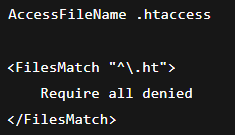 AccessFileName .htaccess
<FilesMatch "^\.ht">
Require all denied
</FilesMatch>